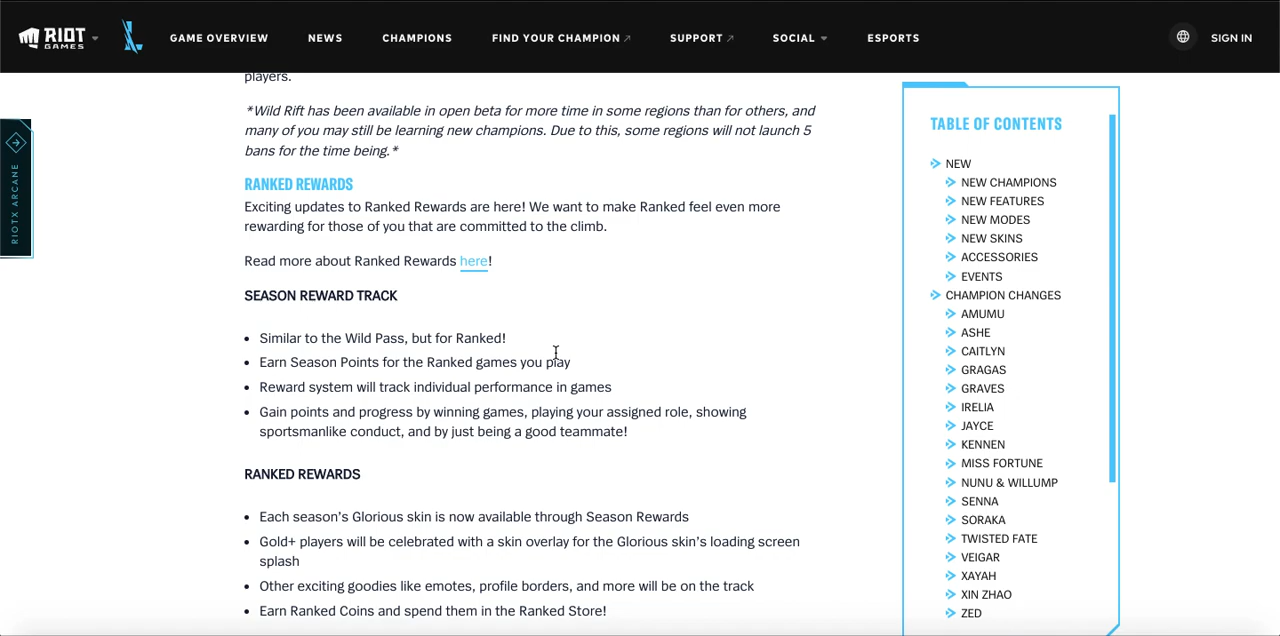 RIOT
GAMES
GAME OVERVIEW
NEWS
CHAMPIONS
FIND YOUR CHAMPION
SUPPORT
SOCIAL
ESPORTS
SIGN IN
RIOTX ARCANE
players.
*Wild Rift has been available in open beta for more time in some regions than for others, and
many of you may still be learning new champions. Due to this, some regions will not launch 5
bans for the time being.*
RANKED REWARDS
Exciting updates to Ranked Rewards are here! We want to make Ranked feel even more
rewarding for those of you that are committed to the climb.
Read more about Ranked Rewards here!
SEASON REWARD TRACK
Similar to the Wild Pass, but for Ranked!
Earn Season Points for the Ranked games you play
Reward system will track individual performance in games
Gain points and progress by winning games, playing your assigned role, showing
sportsmanlike conduct, and by just being a good teammate!
RANKED REWARDS
Each season's Glorious skin is now available through Season Rewards
Gold+ players will be celebrated with a skin overlay for the Glorious skin's loading screen
splash
Other exciting goodies like emotes, profile borders, and more will be on the track
Earn Ranked Coins and spend them in the Ranked Store!
TABLE OF CONTENTS
NEW
NEW CHAMPIONS
NEW FEATURES
NEW MODES
NEW SKINS
ACCESSORIES
EVENTS
CHAMPION CHANGES
AMUMU
ASHE
CAITLYN
GRAGAS
GRAVES
IRELIA
JAYCE
KENNEN
MISS FORTUNE
NUNU & WILLUMP
SENNA
SORAKA
TWISTED FATE
VEIGAR
XAYAH
XIN ZHAO
ZED